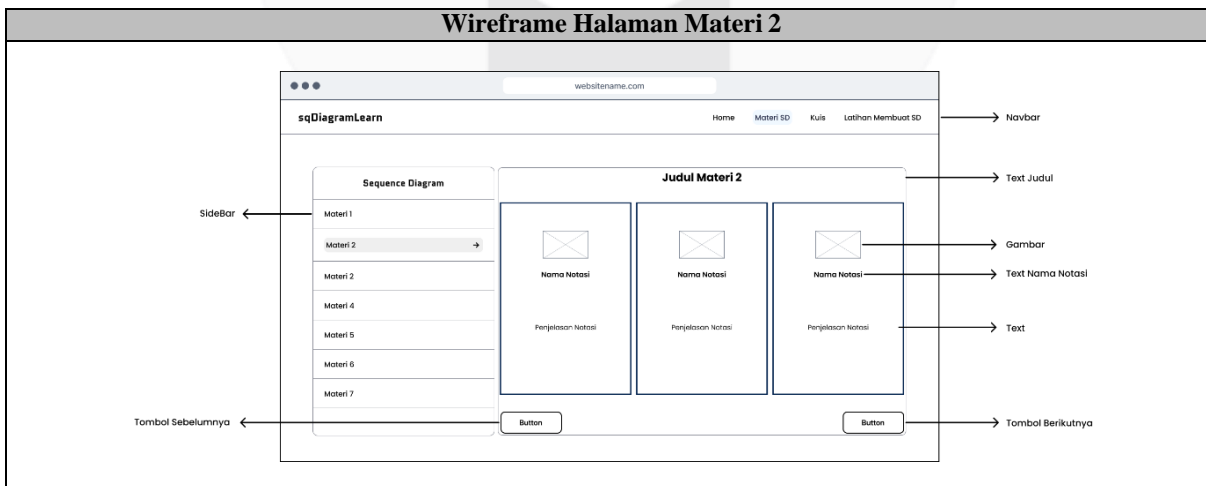 Wireframe Halaman Materi 2
websitename.com
sqDiagramLearn
Home Materi SD Kuis Latihan Membuat SD
Navbar
Sequence Diagram
Judul Materi 2
Text Judul
SideBar
Materi 1
Materi 2
Materi 2
Materi 4
Materi 5
Materi 6
Materi 7
Gambar
Nama Notasi Nama Notasi Nama Notasi
Text Nama Notasi
Penjelasan Notasi Penjelasan Notasi Penjelasan Notasi
Text
Tombol Sebelumnya
Button Button
Tombol Berikutnya